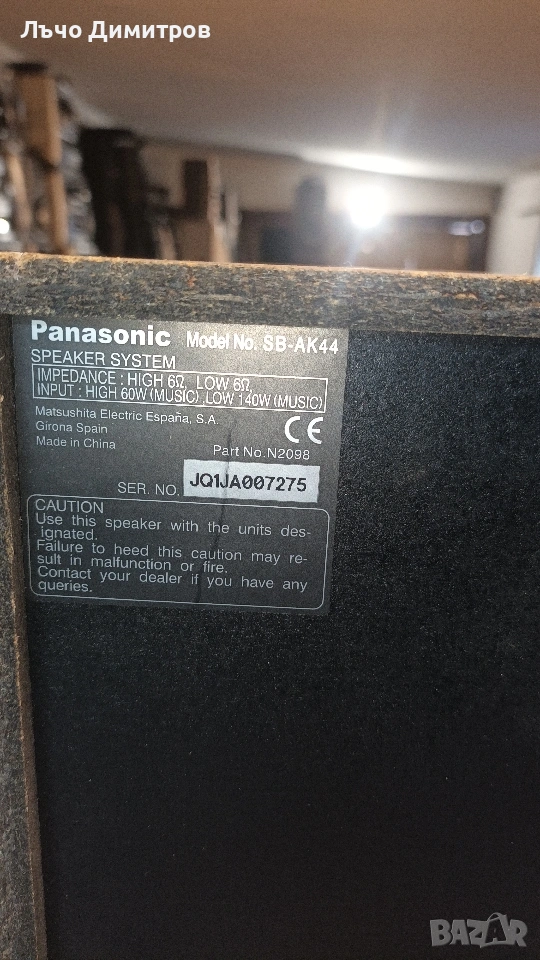 Лъчо Димитров
Panasonic Model No. SB-AK44
SPEAKER SYSTEM
IMPEDANCE : HIGH 6Ω, LOW 6Ω,
INPUT : HIGH 60W (MUSIC), LOW 140W (MUSIC)
Matsushita Electric España, S.A.
Girona Spain
Made in China
CE
Part No.N2098
SER. NO. JQ1JA007275
CAUTION
Use this speaker with the units des-
ignated.
Failure to heed this caution may re-
sult in malfunction or fire.
Contact your dealer if you have any
queries.
BAZAR